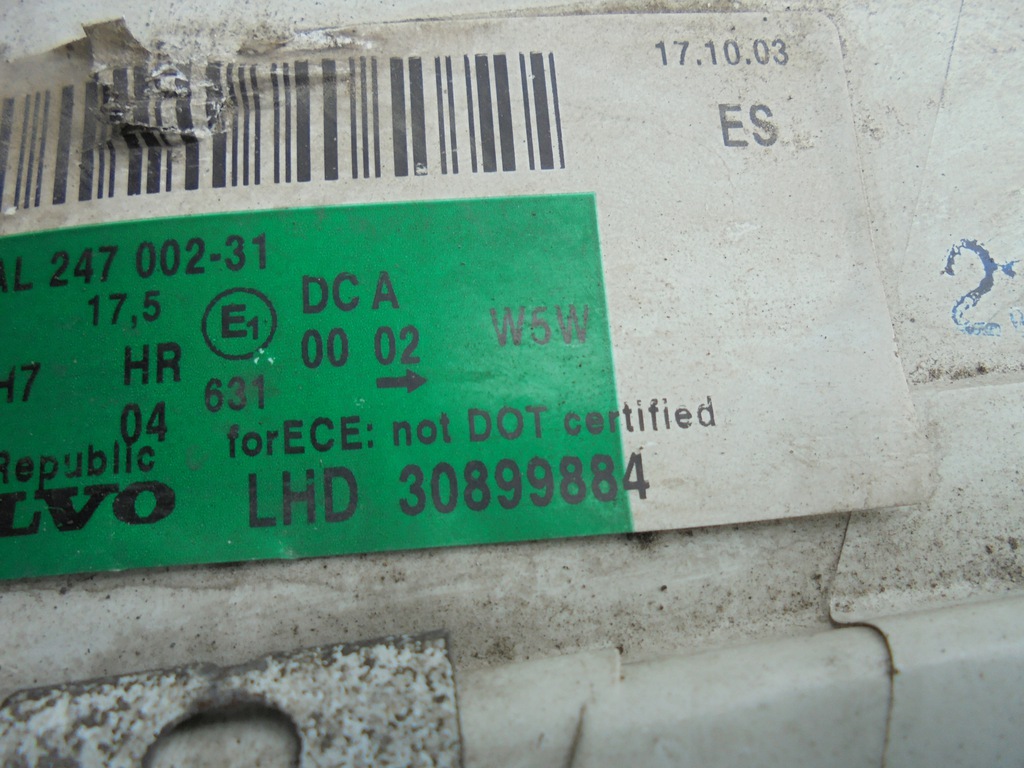 17.10.03
ES
AL 247 002-31
17,5 E1 DC A
H7 HR 00 02 W5W
04 631 →
forECE: not DOT certified
Republic
LVO LHD 30899884
2